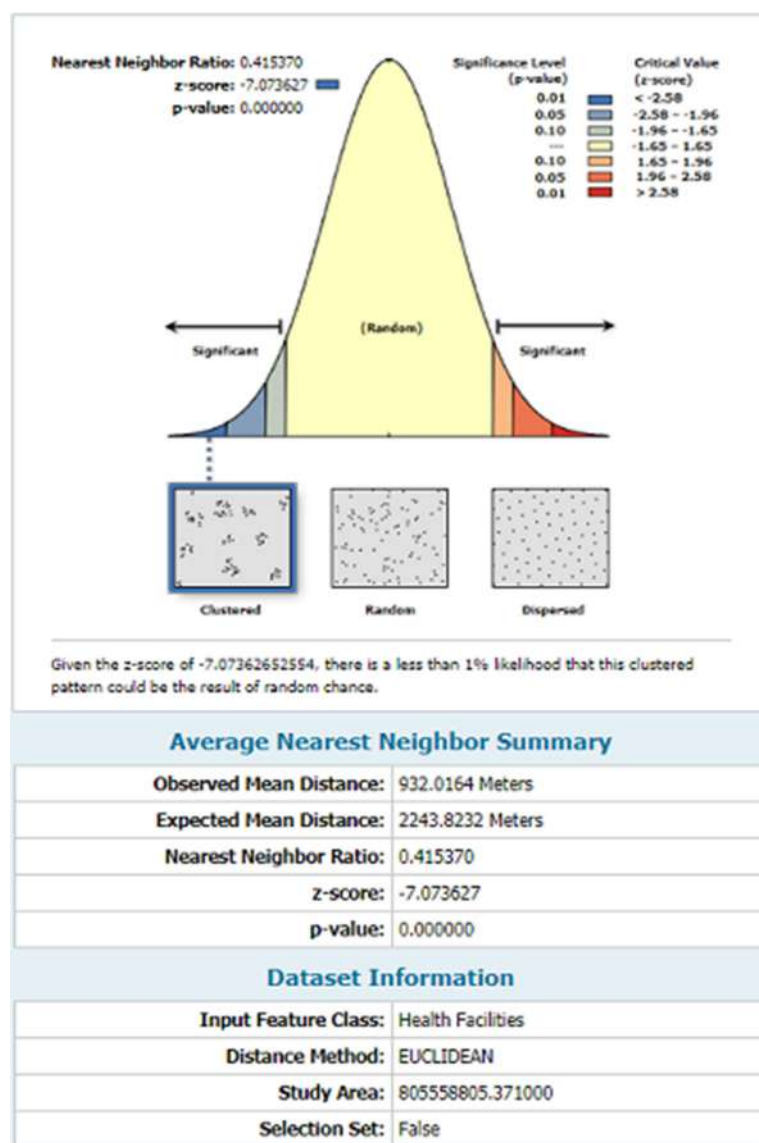 Nearest Neighbor Ratio: 0.415370
z-score: -7.073627
p-value: 0.000000
Significance Level (p-value) Critical Value (z-score)
0.01 < -2.58
0.05 -2.58 – -1.96
0.10 -1.96 – -1.65
--- -1.65 – 1.65
0.10 1.65 – 1.96
0.05 1.96 – 2.58
0.01 > 2.58
Significant (Random) Significant
Clustered Random Dispersed
Given the z-score of -7.07362652554, there is a less than 1% likelihood that this clustered
pattern could be the result of random chance.
Average Nearest Neighbor Summary
Observed Mean Distance: 932.0164 Meters
Expected Mean Distance: 2243.8232 Meters
Nearest Neighbor Ratio: 0.415370
z-score: -7.073627
p-value: 0.000000
Dataset Information
Input Feature Class: Health Facilities
Distance Method: EUCLIDEAN
Study Area: 805558805.371000
Selection Set: False